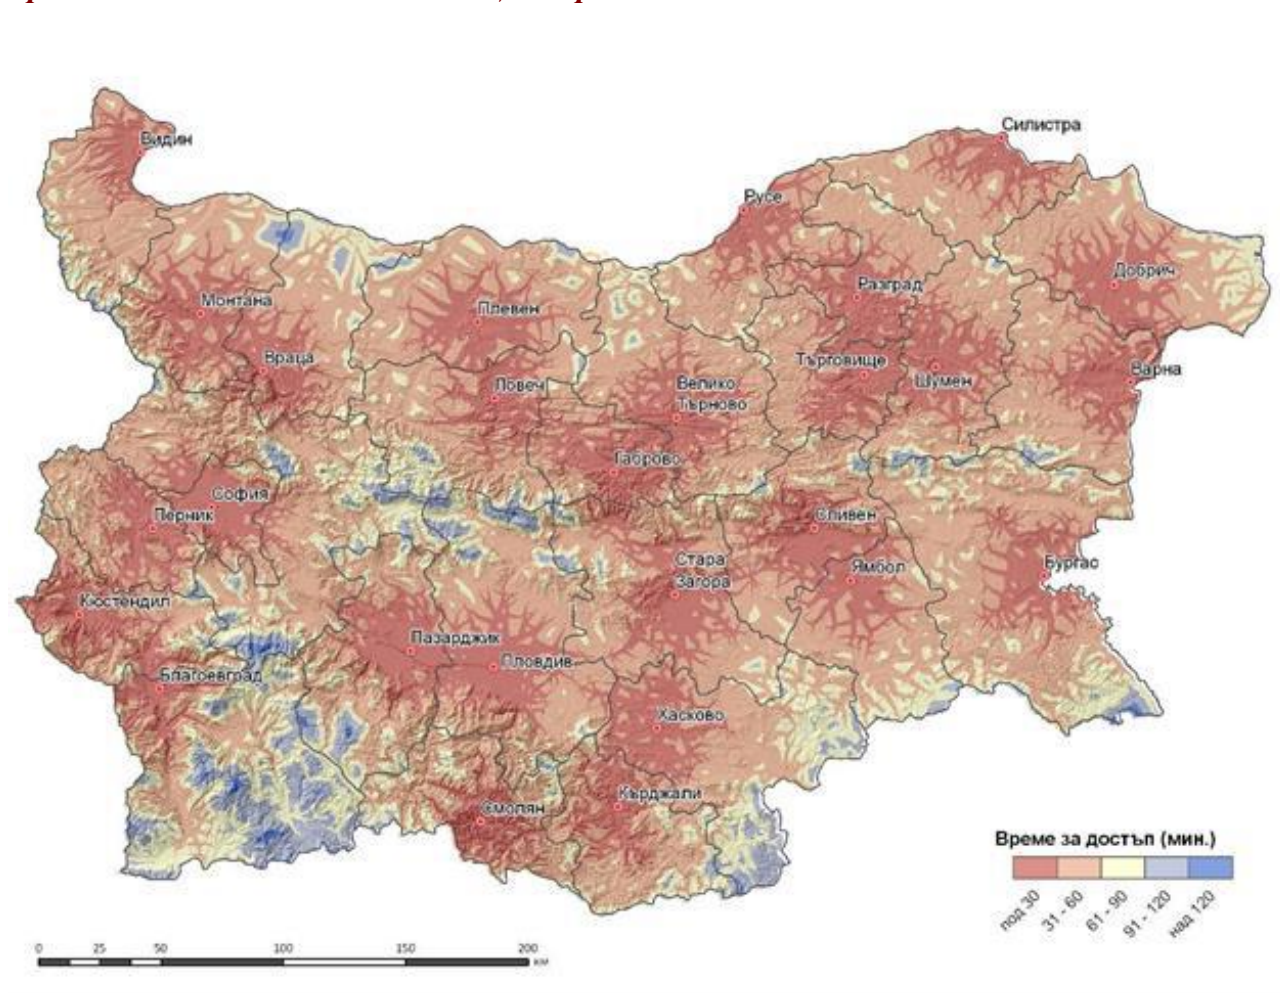 Силистра
Видин
Русе
Добрич
Разград
Монтана
Плевен
Враца
Търговище
Варна
Шумен
Ловеч
Велико
Търново
Габрово
София
Перник
Сливен
Стара
Загора
Ямбол
Бургас
Кюстендил
Пазарджик
Пловдив
Благоевград
Хасково
Кърджали
Смолян
Време за достъп (мин.)
под 30
31 - 60
61 - 90
91 - 120
над 120
0 25 50 100 150 200
км